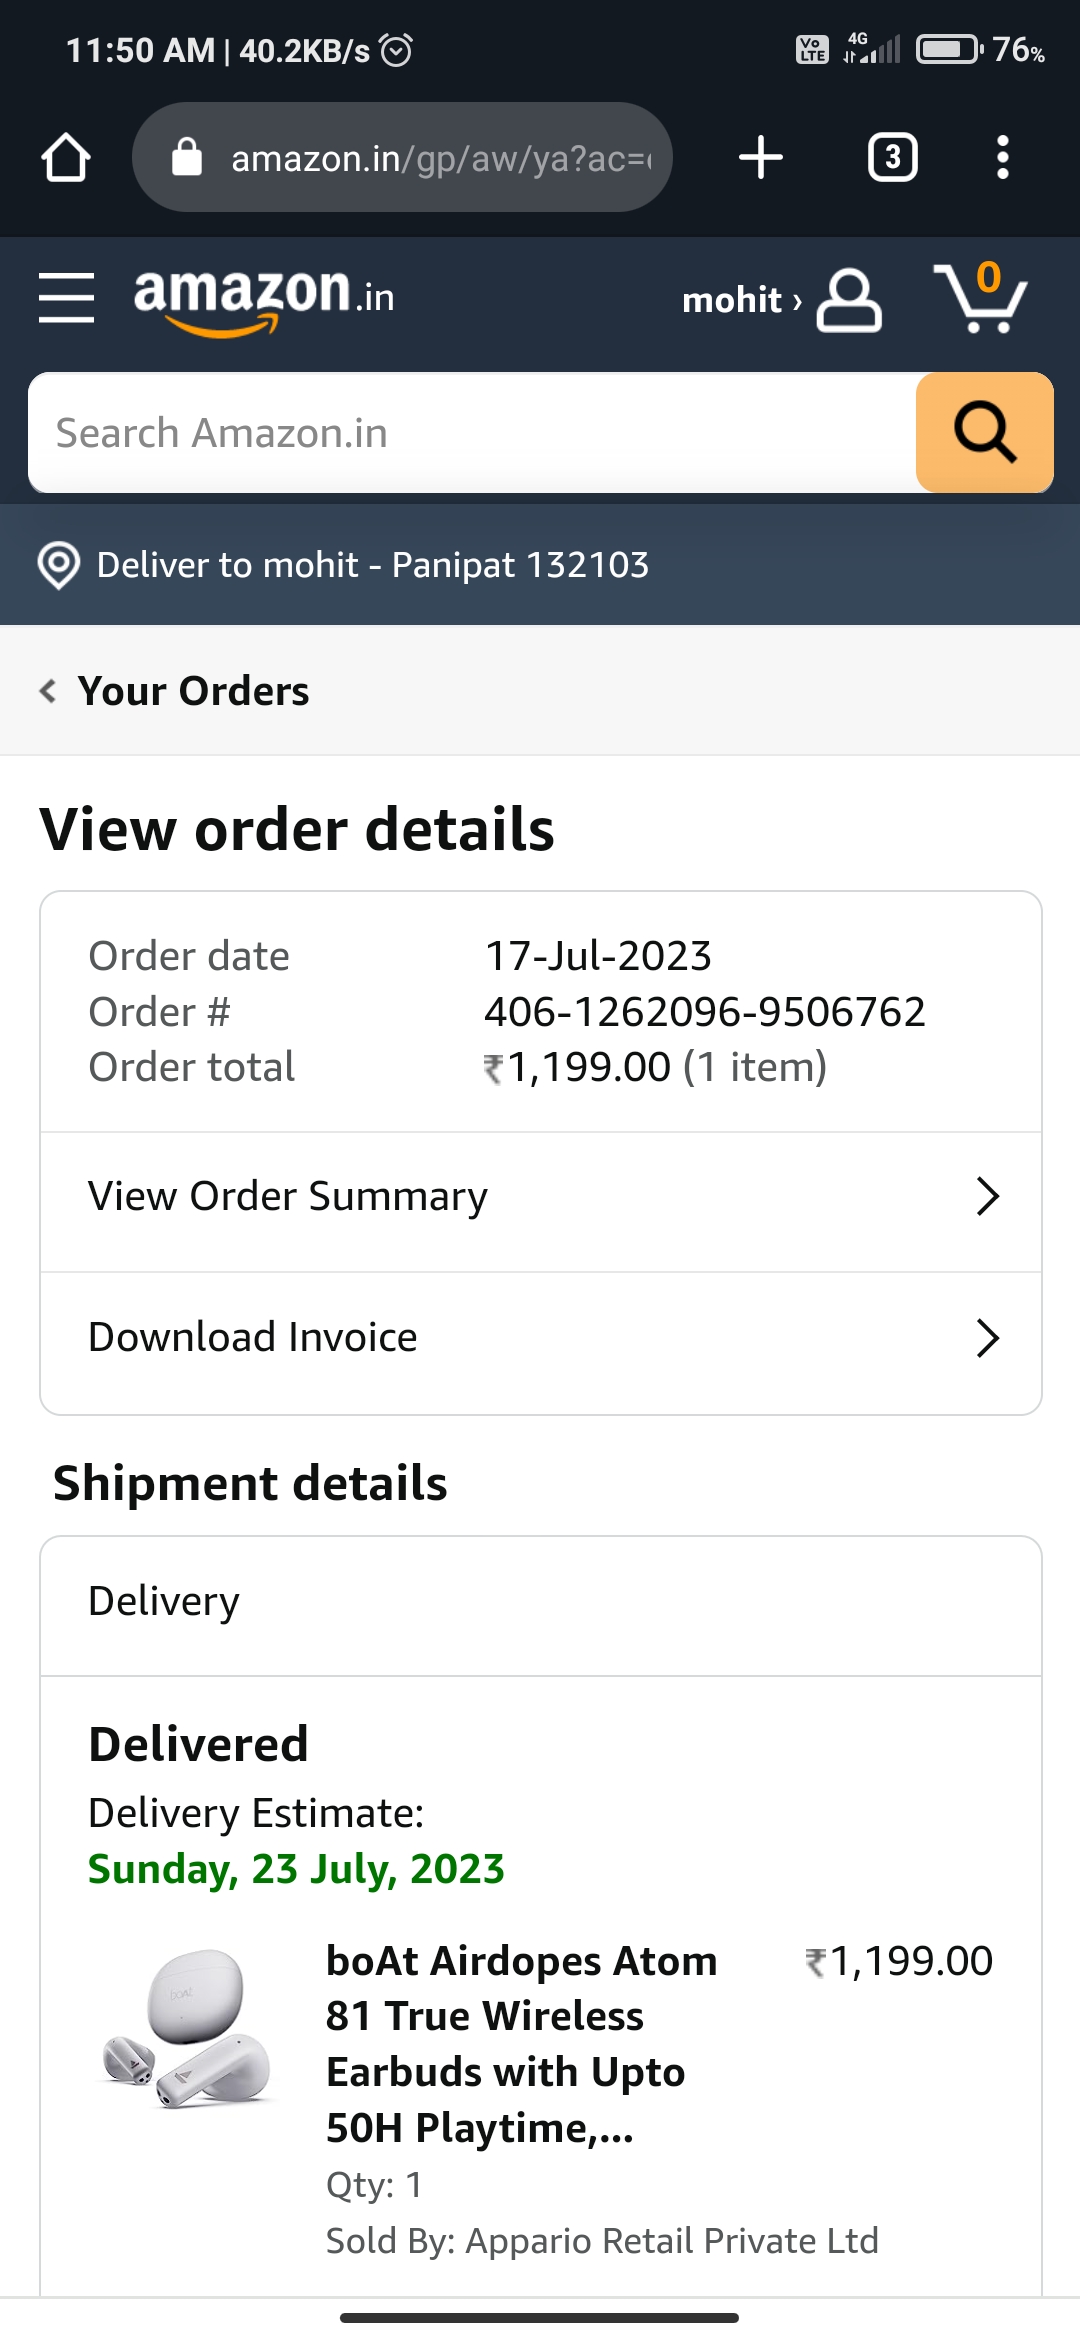 11:50 AM | 40.2KB/s
Vo LTE 4G 76%
amazon.in/gp/aw/ya?ac=
3
amazon.in
mohit ›
0
Search Amazon.in
Deliver to mohit - Panipat 132103
Your Orders
View order details
Order date 17-Jul-2023
Order # 406-1262096-9506762
Order total ₹1,199.00 (1 item)
View Order Summary
Download Invoice
Shipment details
Delivery
Delivered
Delivery Estimate:
Sunday, 23 July, 2023
boAt
boAt Airdopes Atom ₹1,199.00
81 True Wireless
Earbuds with Upto
50H Playtime,...
Qty: 1
Sold By: Appario Retail Private Ltd